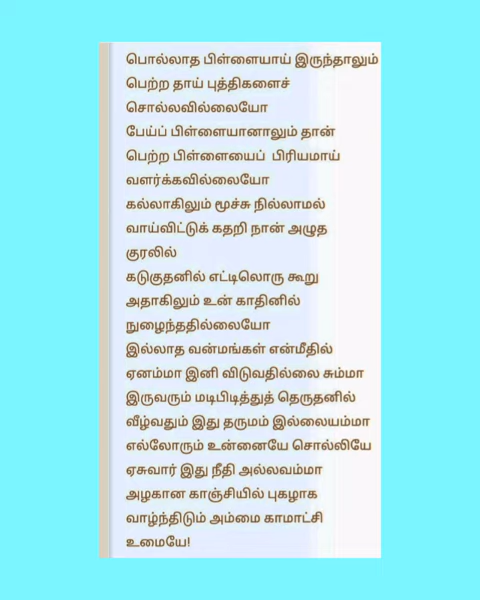 பொல்லாத பிள்ளையாய் இருந்தாலும்
பெற்ற தாய் புத்திகளைச்
சொல்லவில்லையோ
பேய்ப் பிள்ளையானாலும் தான்
பெற்ற பிள்ளையைப் பிரியமாய்
வளர்க்கவில்லையோ
கல்லாகிலும் மூச்சு நில்லாமல்
வாய்விட்டுக் கதறி நான் அழுத
குரலில்
கடுகுதனில் எட்டிலொரு கூறு
அதாகிலும் உன் காதினில்
நுழைந்ததில்லையோ
இல்லாத வன்மங்கள் என்மீதில்
ஏனம்மா இனி விடுவதில்லை சும்மா
இருவரும் மடிபிடித்துத் தெருதனில்
வீழ்வதும் இது தருமம் இல்லையம்மா
எல்லோரும் உன்னையே சொல்லியே
ஏசுவார் இது நீதி அல்லவம்மா
அழகான காஞ்சியில் புகழாக
வாழ்ந்திடும் அம்மை காமாட்சி
உமையே!